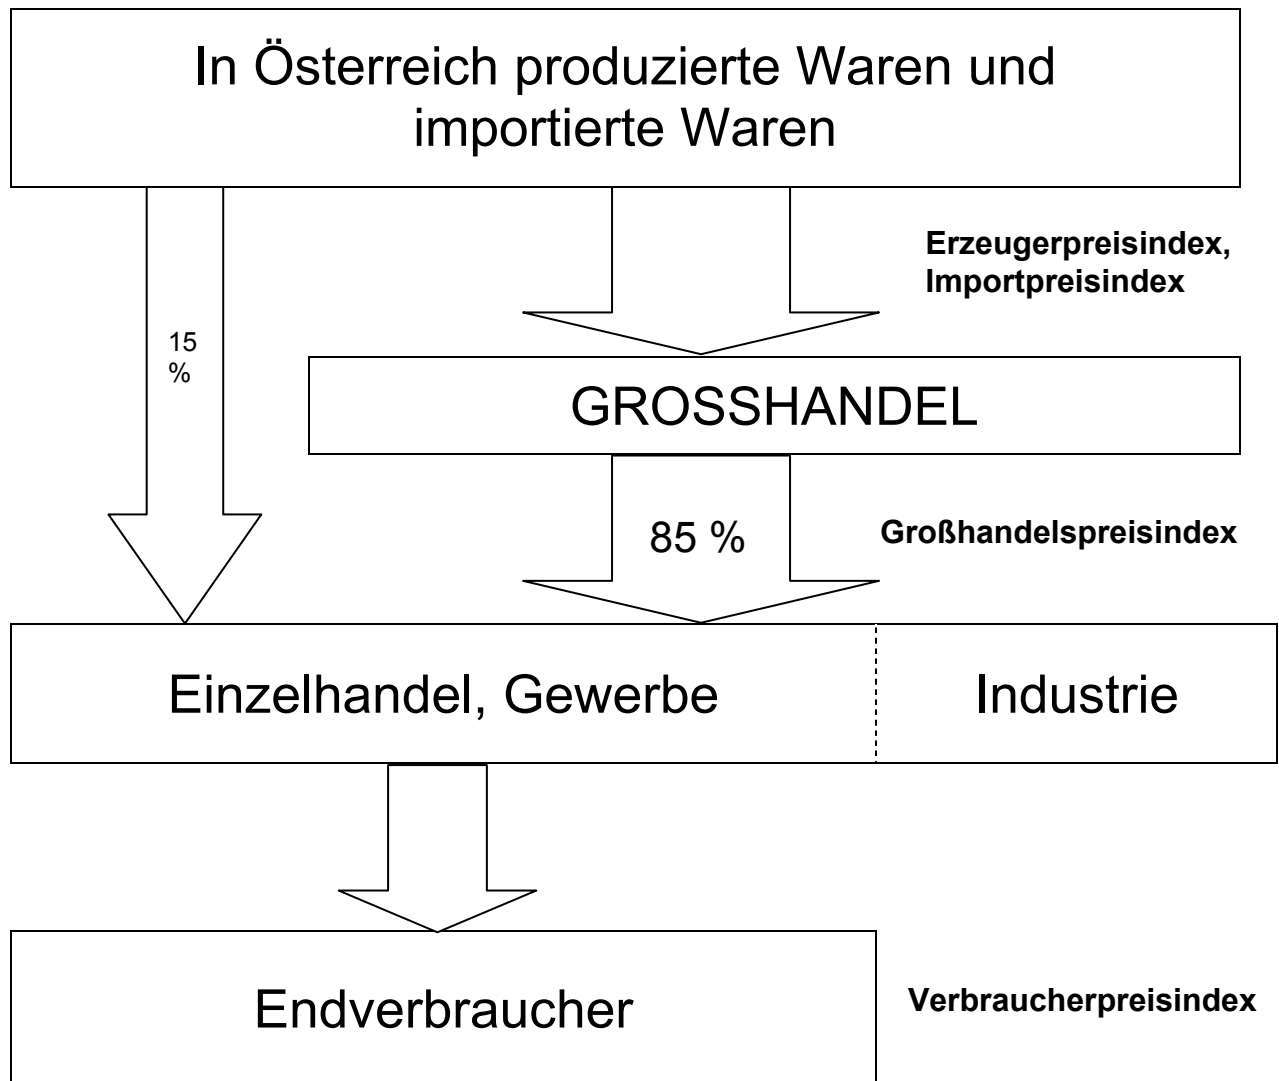 In Österreich produzierte Waren und
importierte Waren
Erzeugerpreisindex,
Importpreisindex
15
%
GROSSHANDEL
85 %
Großhandelspreisindex
Einzelhandel, Gewerbe
Industrie
Endverbraucher
Verbraucherpreisindex